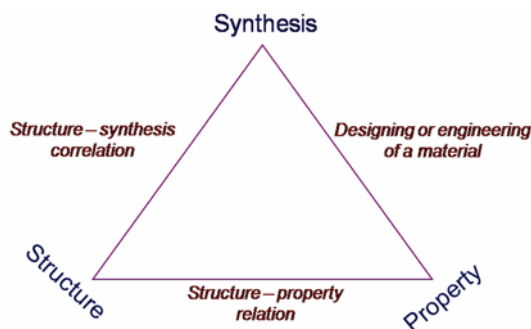 Synthesis
Structure – synthesis
correlation
Designing or engineering
of a material
Structure
Property
Structure – property
relation